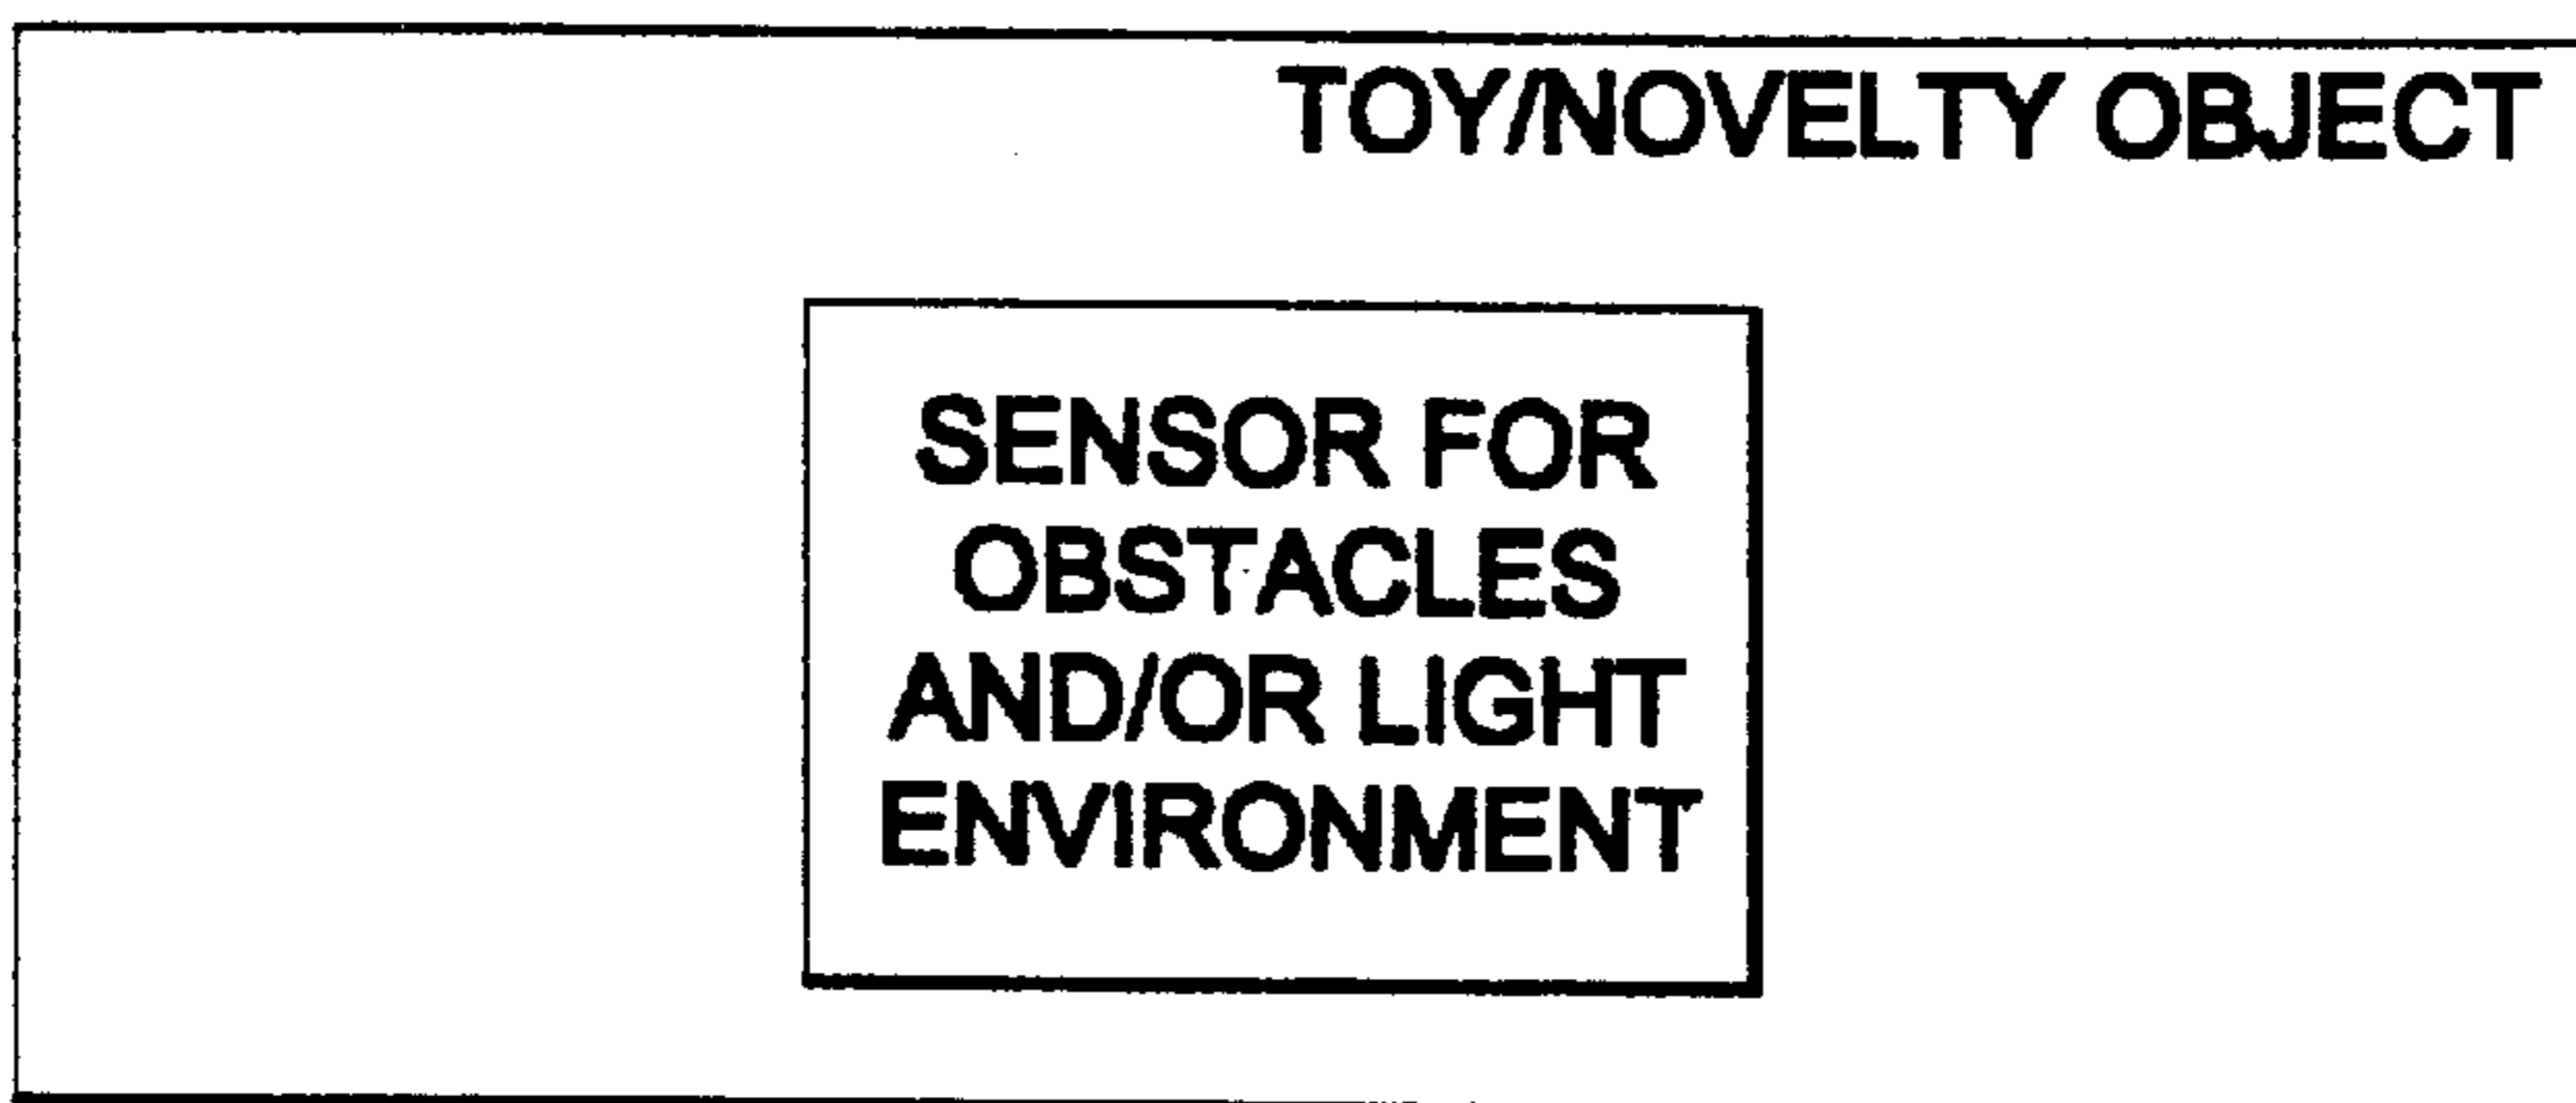 TOY/NOVELTY OBJECT
SENSOR FOR
OBSTACLES
AND/OR LIGHT
ENVIRONMENT